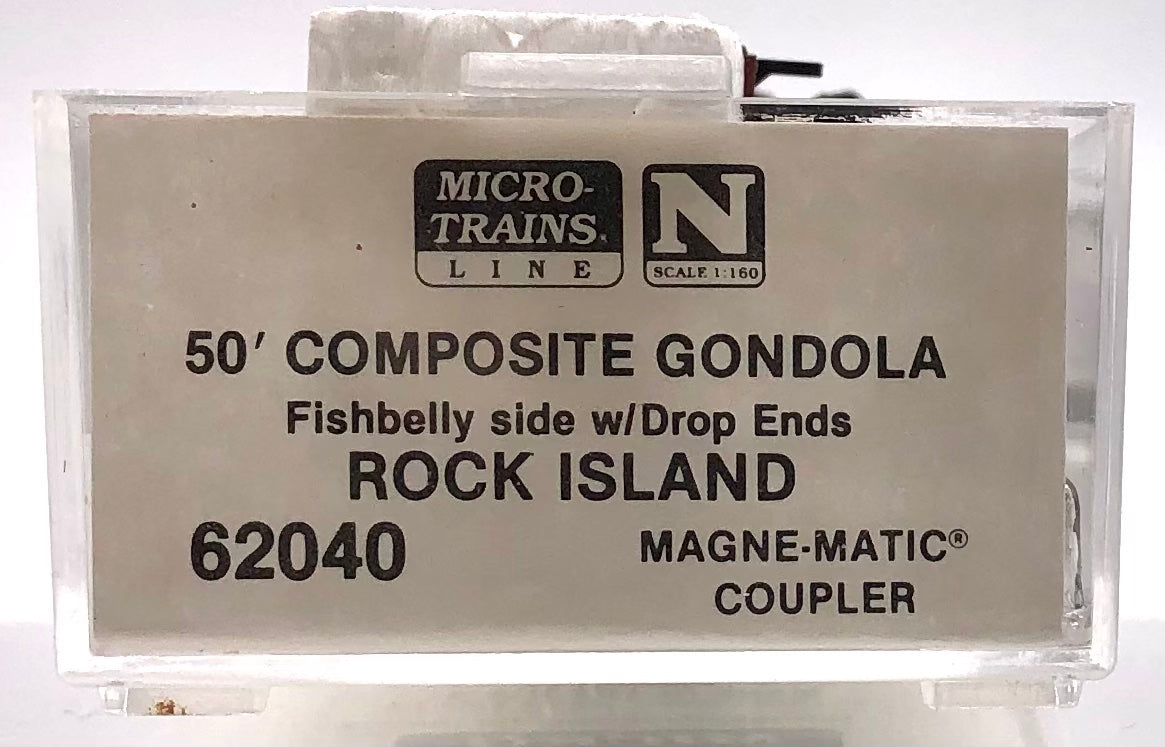 MICRO-
TRAINS®
LINE
N
SCALE 1:160
50' COMPOSITE GONDOLA
Fishbelly side w/Drop Ends
ROCK ISLAND
62040
MAGNE-MATIC®
COUPLER